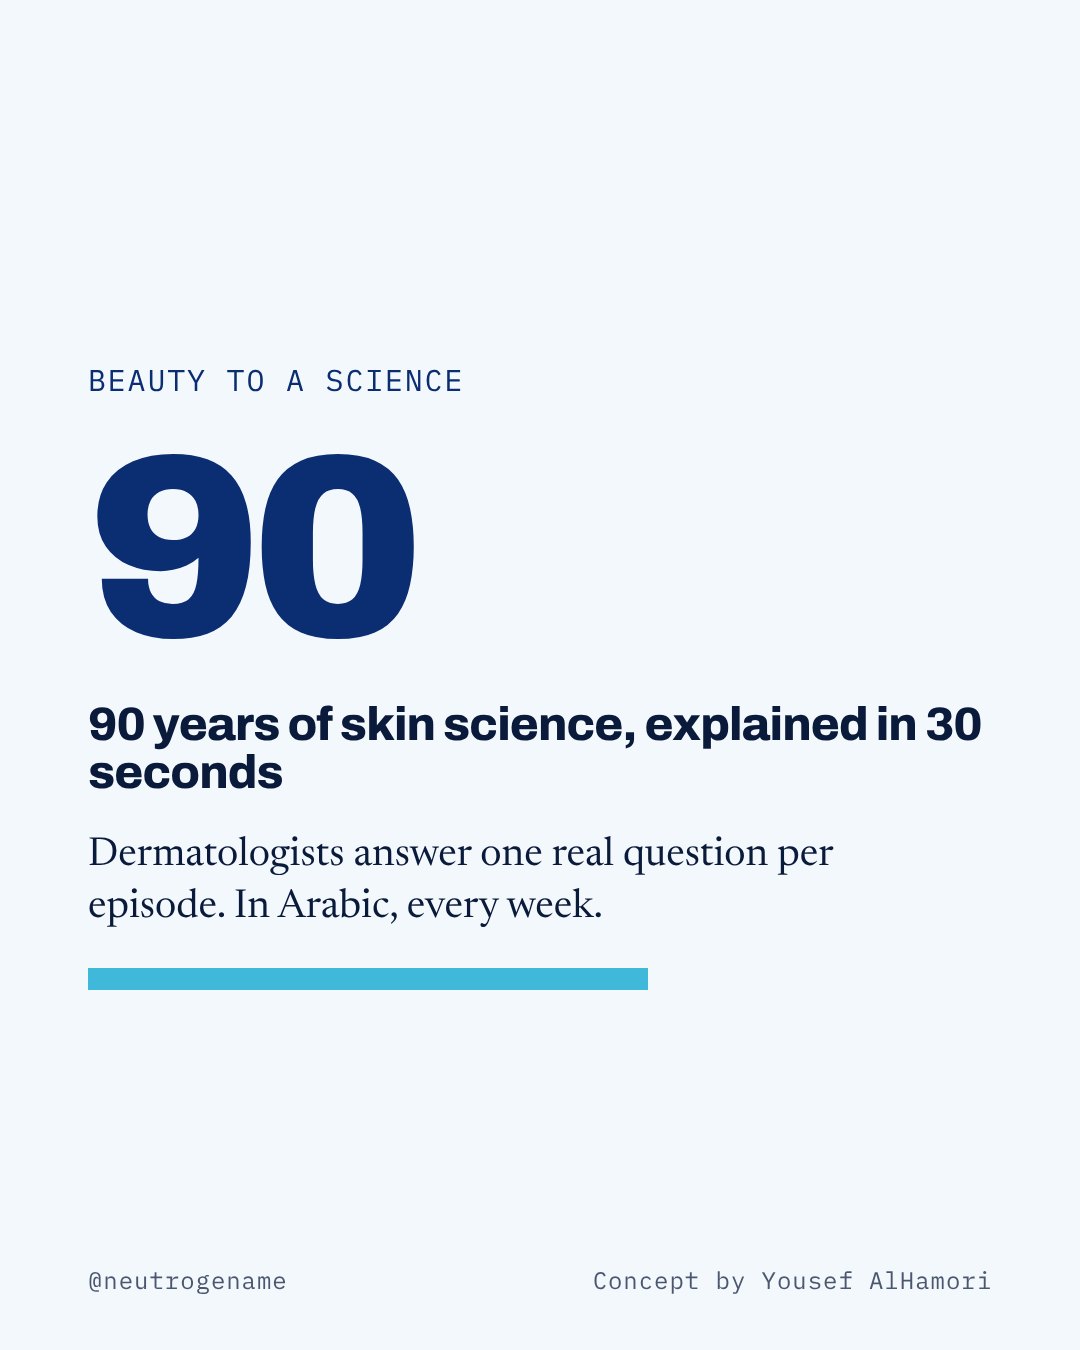 BEAUTY TO A SCIENCE
90
90 years of skin science, explained in 30
seconds
Dermatologists answer one real question per
episode. In Arabic, every week.
@neutrogename
Concept by Yousef AlHamori